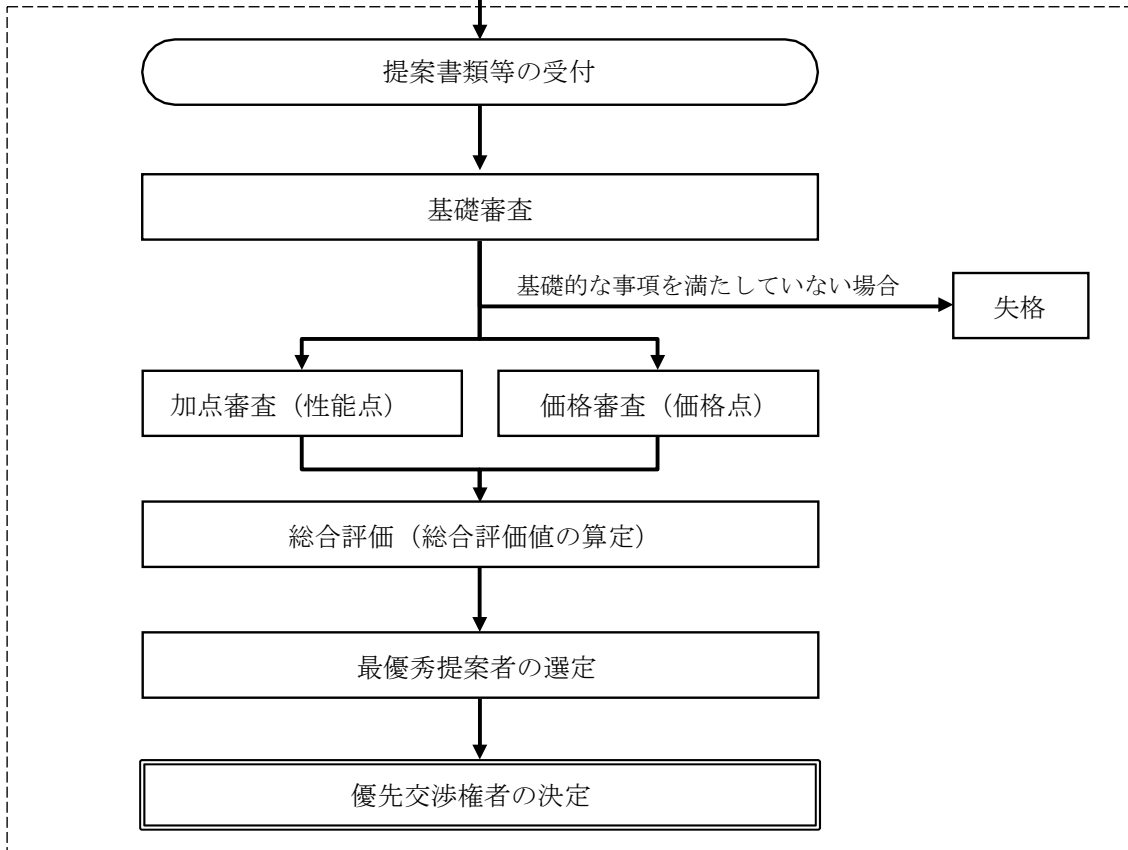 提案書類等の受付
基礎審査
基礎的な事項を満たしていない場合
失格
加点審査（性能点）
価格審査（価格点）
総合評価（総合評価値の算定）
最優秀提案者の選定
優先交渉権者の決定